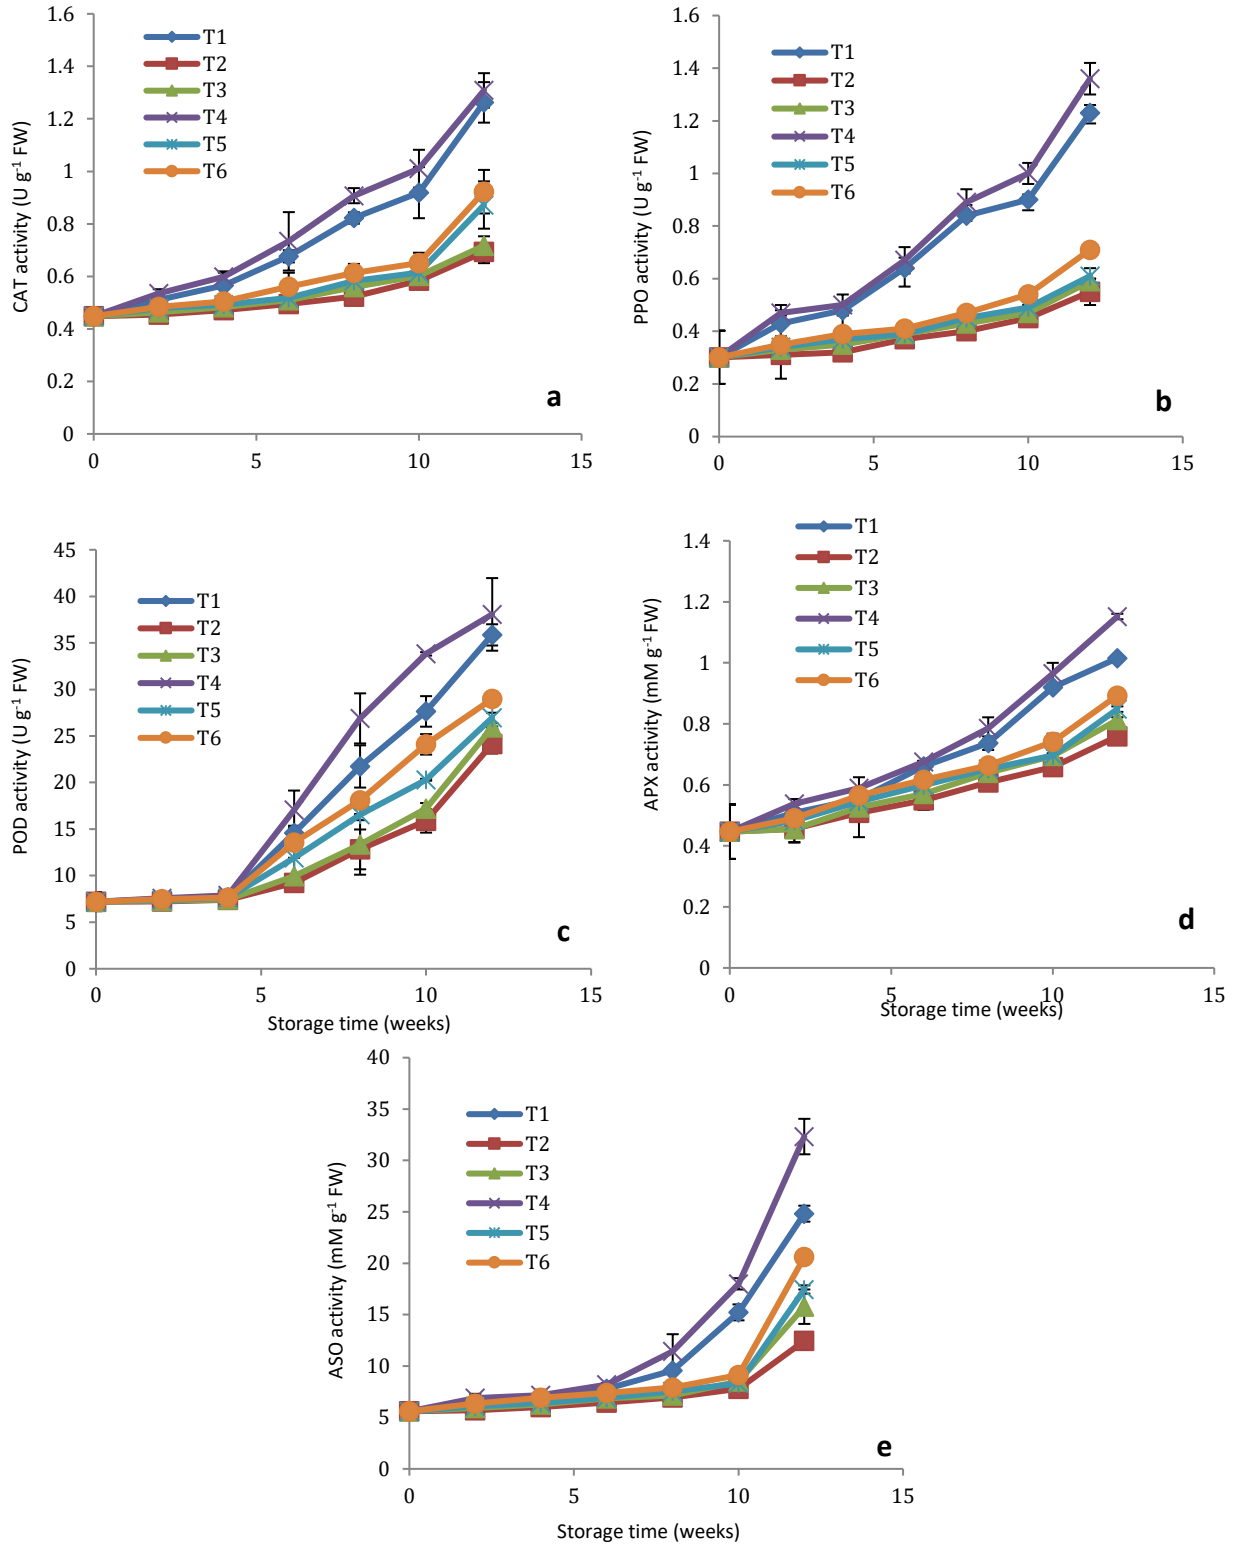 CAT activity (U g-1 FW)
1.6
1.4
1.2
1
0.8
0.6
0.4
0.2
0
T1
T2
T3
T4
T5
T6
a
0 5 10 15
PPO activity (U g-1 FW)
1.6
1.4
1.2
1
0.8
0.6
0.4
0.2
0
T1
T2
T3
T4
T5
T6
b
0 5 10 15
POD activity (U g-1 FW)
45
40
35
30
25
20
15
10
5
0
T1
T2
T3
T4
T5
T6
c
0 5 10 15
Storage time (weeks)
APX activity (mM g-1 FW)
1.4
1.2
1
0.8
0.6
0.4
0.2
0
T1
T2
T3
T4
T5
T6
d
0 5 10 15
Storage time (weeks)
ASO activity (mM g-1 FW)
40
35
30
25
20
15
10
5
0
T1
T2
T3
T4
T5
T6
e
0 5 10 15
Storage time (weeks)